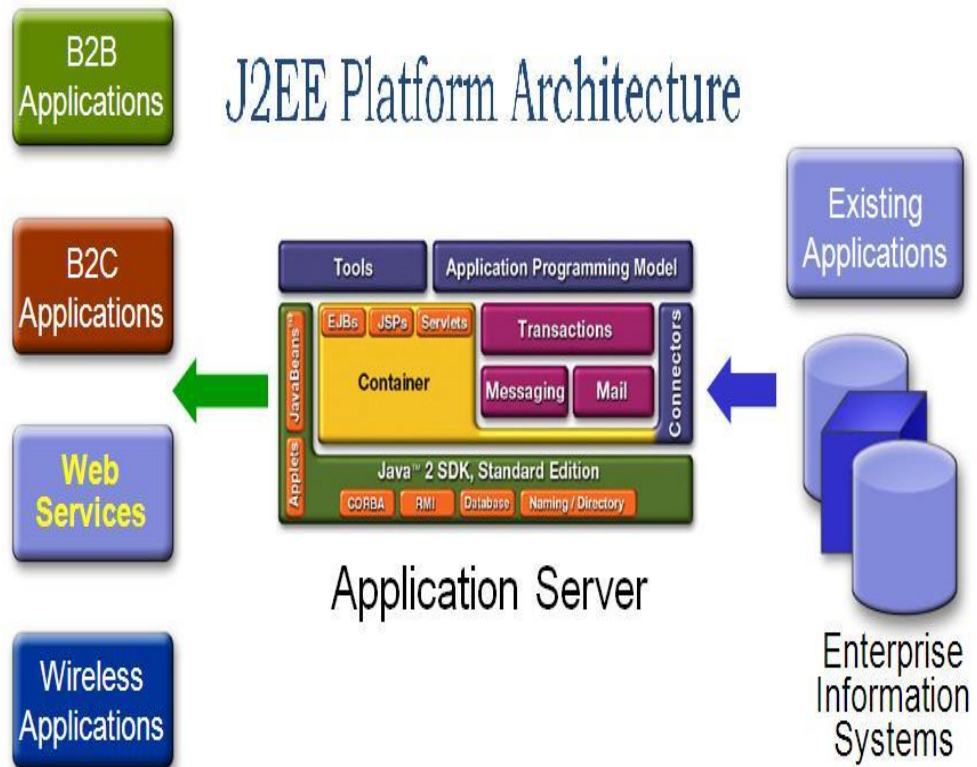 J2EE Platform Architecture
B2B
Applications
B2C
Applications
Web
Services
Wireless
Applications
Tools
Application Programming Model
Applets
JavaBeans™
EJBs
JSPs
Servlets
Container
Transactions
Messaging
Mail
Connectors
Java™ 2 SDK, Standard Edition
CORBA
RMI
Database
Naming / Directory
Application Server
Existing
Applications
Enterprise
Information
Systems